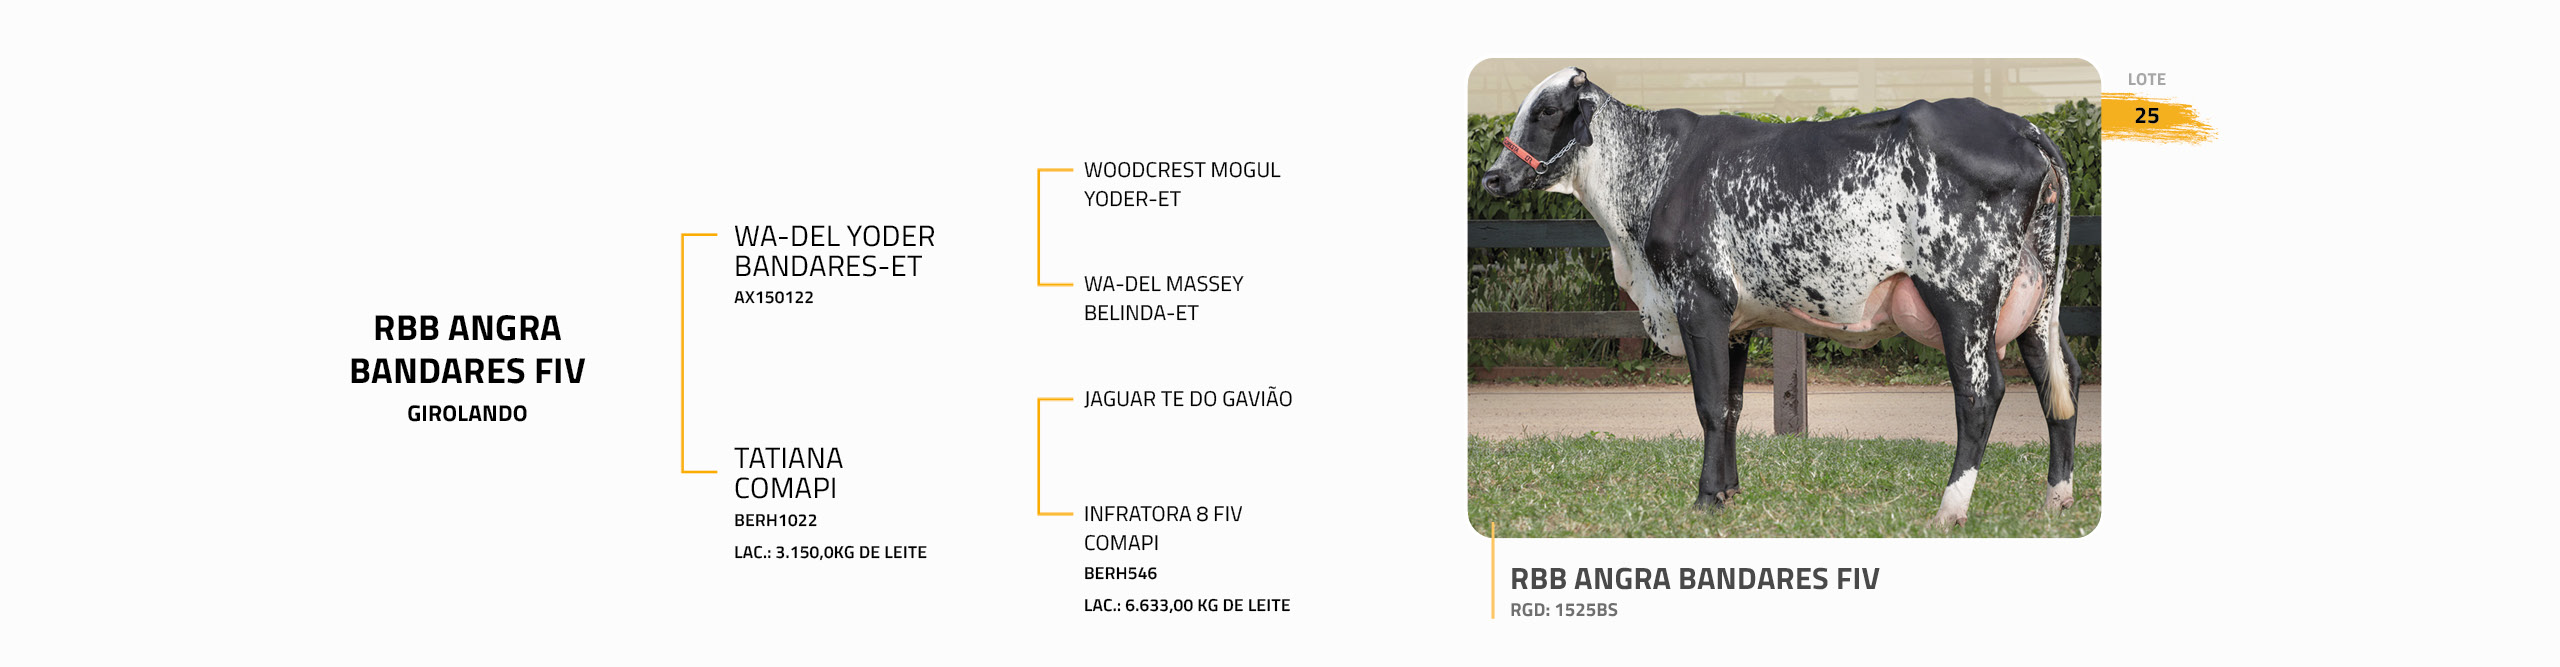 RBB ANGRA
BANDARES FIV
GIROLANDO
WA-DEL YODER
BANDARES-ET
AX150122
TATIANA
COMAPI
BERH1022
LAC.: 3.150,0KG DE LEITE
WOODCREST MOGUL
YODER-ET
WA-DEL MASSEY
BELINDA-ET
JAGUAR TE DO GAVIÃO
INFRATORA 8 FIV
COMAPI
BERH546
LAC.: 6.633,00 KG DE LEITE
LOTE
25
RBB ANGRA BANDARES FIV
RGD: 1525BS